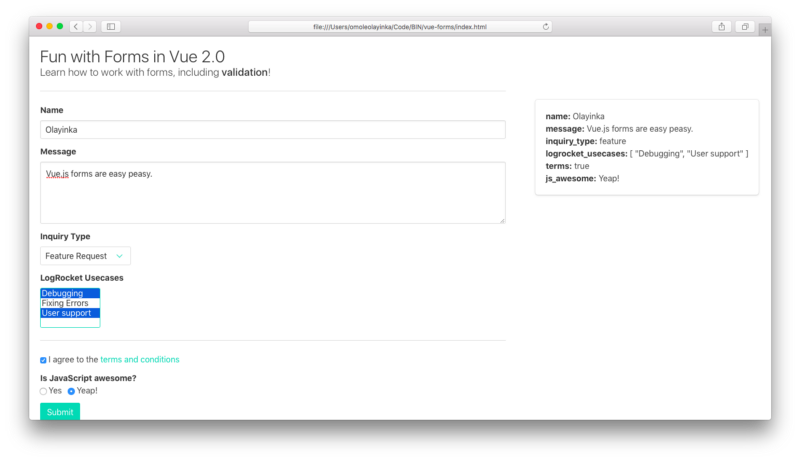 file:///Users/omoleolayinka/Code/BIN/vue-forms/index.html
Fun with Forms in Vue 2.0
Learn how to work with forms, including validation!
Name
Olayinka
Message
Vue.js forms are easy peasy.
Inquiry Type
Feature Request
LogRocket Usecases
Debugging
Fixing Errors
User support
I agree to the terms and conditions
Is JavaScript awesome?
Yes Yeap!
Submit
name: Olayinka
message: Vue.js forms are easy peasy.
inquiry_type: feature
logrocket_usecases: [ "Debugging", "User support" ]
terms: true
js_awesome: Yeap!